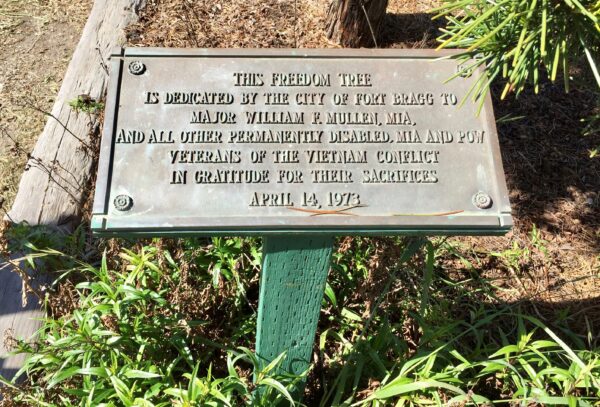 THIS FREEDOM TREE
IS DEDICATED BY THE CITY OF FORT BRAGG TO
MAJOR WILLIAM F. MULLEN, MIA,
AND ALL OTHER PERMANENTLY DISABLED, MIA AND POW
VETERANS OF THE VIETNAM CONFLICT
IN GRATITUDE FOR THEIR SACRIFICES
APRIL 14, 1973